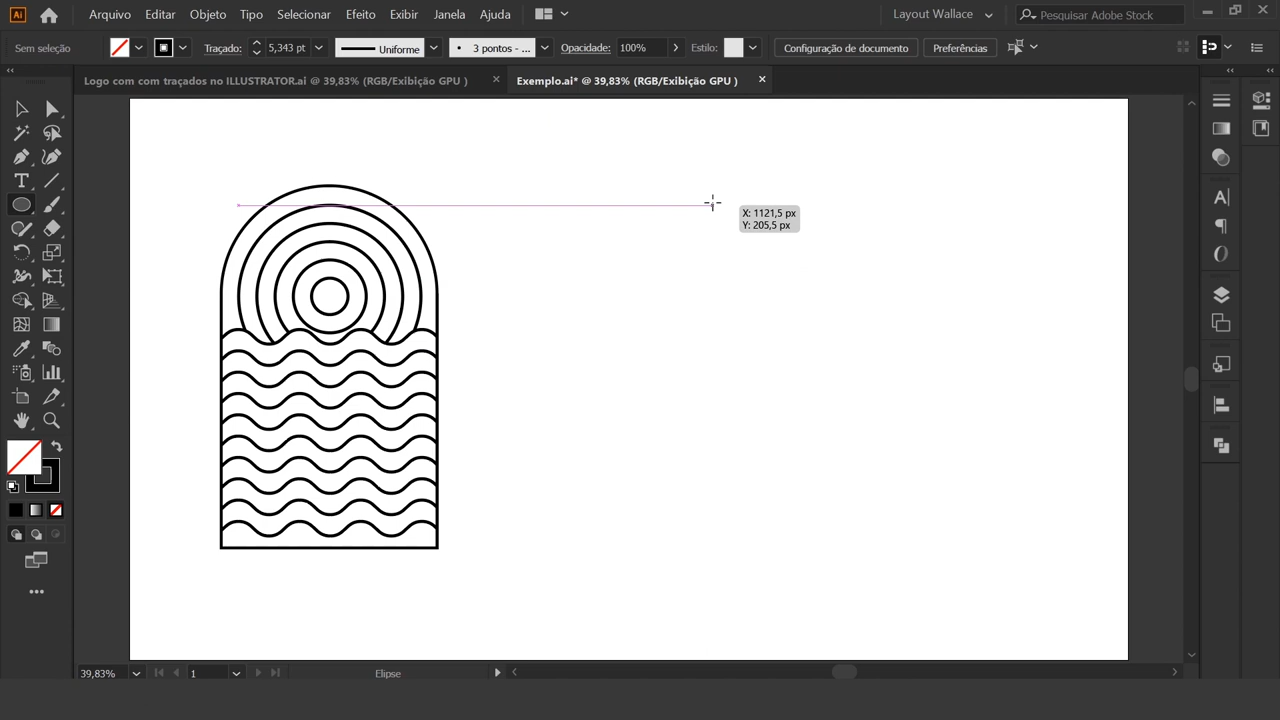 Ai
Arquivo Editar Objeto Tipo Selecionar Efeito Exibir Janela Ajuda
Layout Wallace
Pesquisar Adobe Stock
Sem seleção
Traçado:
5,343 pt
Uniforme
3 pontos - ...
Opacidade:
100%
Estilo:
Configuração de documento
Preferências
Logo com com traçados no ILLUSTRATOR.ai @ 39,83% (RGB/Exibição GPU )
Exemplo.ai* @ 39,83% (RGB/Exibição GPU )
X: 1121,5 px
Y: 205,5 px
39,83%
1
Elipse